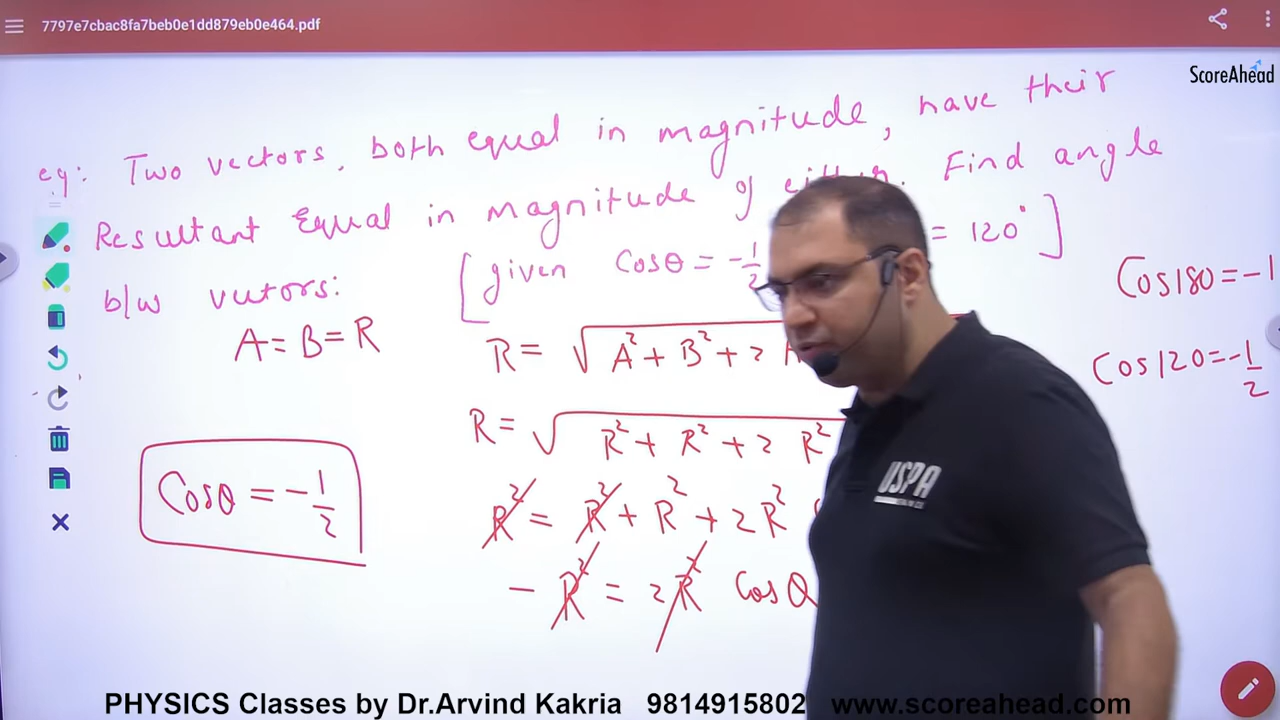 7797e7cbac8fa7beb0e1dd879eb0e464.pdf
ScoreAhead
eg: Two vectors, both equal in magnitude, have their
Resultant Equal in magnitude of either. Find angle
b/w vectors: [given Cosθ = -1/2 = 120° ]
Cos180 = -1
A = B = R
R = √A² + B² + 2
Cos120 = -1/2
R = √R² + R² + 2 R²
Cosθ = -1/2
R² = R² + R² + 2R²
- R² = 2R² Cosθ
USPA
PHYSICS Classes by Dr.Arvind Kakria 9814915802 www.scoreahead.com